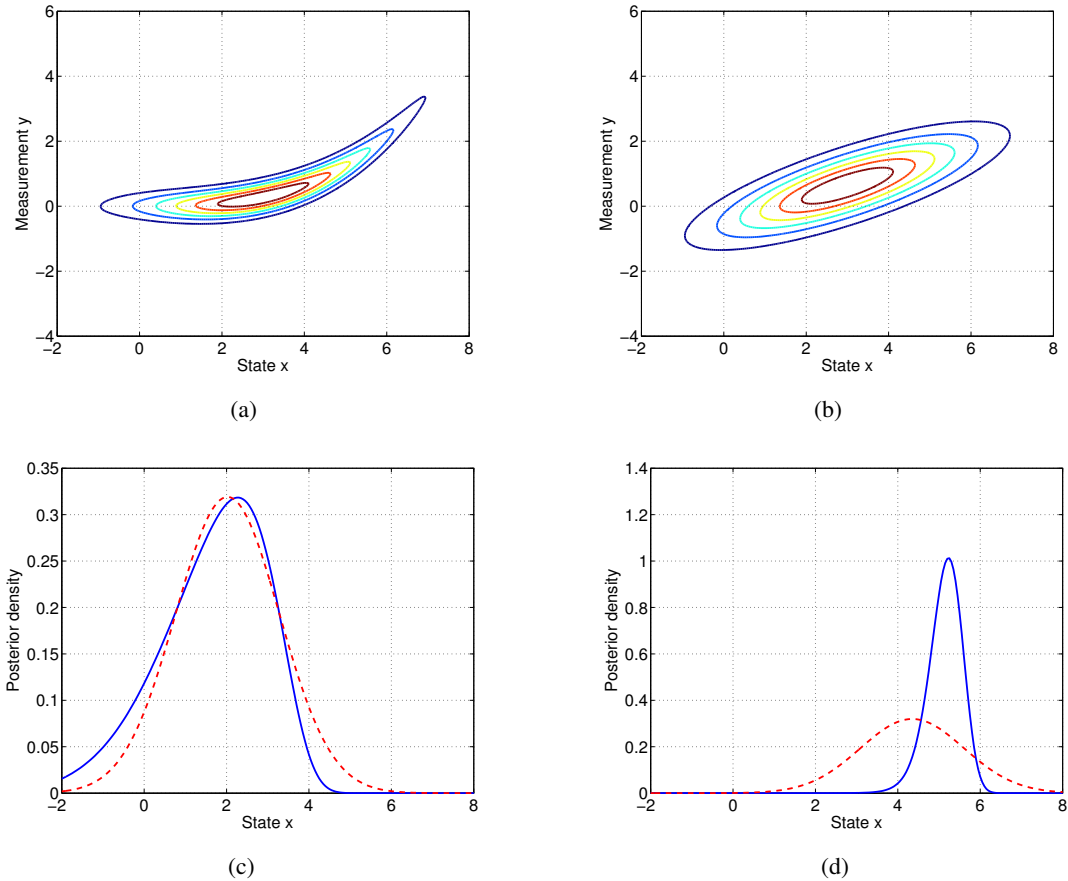 6
4
2
0
−2
−4
Measurement y
−2 0 2 4 6 8
State x
(a)
6
4
2
0
−2
−4
Measurement y
−2 0 2 4 6 8
State x
(b)
0.35
0.3
0.25
0.2
0.15
0.1
0.05
0
Posterior density
−2 0 2 4 6 8
State x
(c)
1.4
1.2
1
0.8
0.6
0.4
0.2
0
Posterior density
−2 0 2 4 6 8
State x
(d)